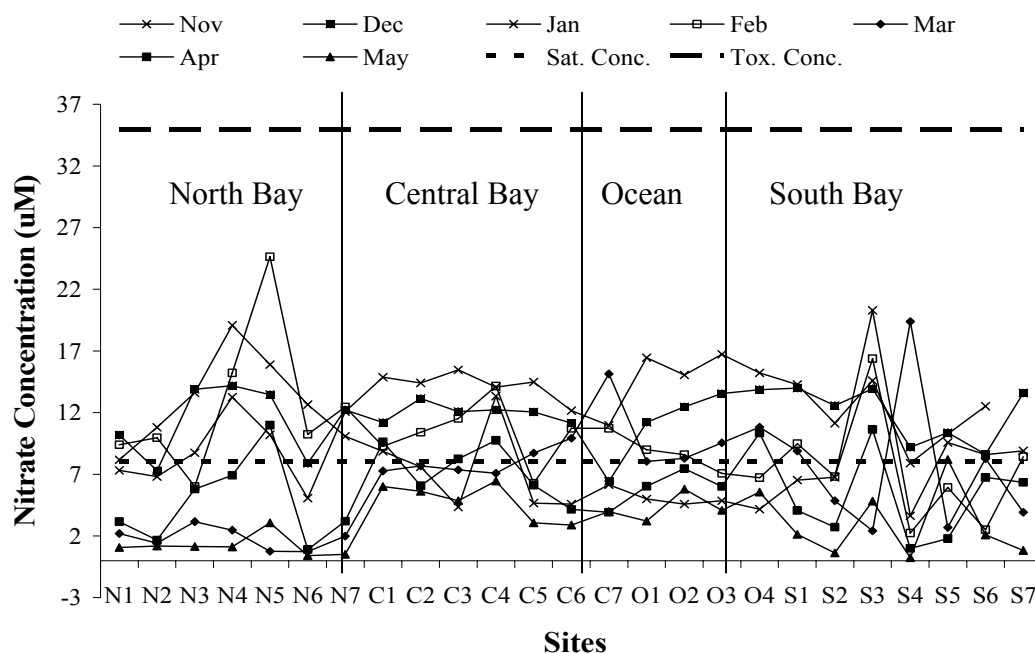 Nov Dec Jan Feb Mar
Apr May Sat. Conc. Tox. Conc.
37
32
27
22
17
12
7
2
-3
Nitrate Concentration (uM)
North Bay Central Bay Ocean South Bay
N1 N2 N3 N4 N5 N6 N7 C1 C2 C3 C4 C5 C6 C7 O1 O2 O3 O4 S1 S2 S3 S4 S5 S6 S7
Sites